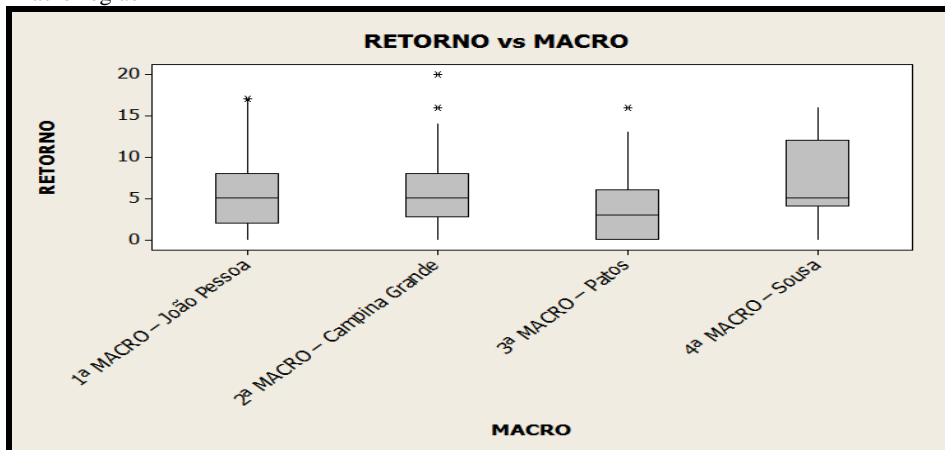 RETORNO vs MACRO
20
15
10
5
0
RETORNO
1ª MACRO – João Pessoa
2ª MACRO – Campina Grande
3ª MACRO – Patos
4ª MACRO – Sousa
MACRO